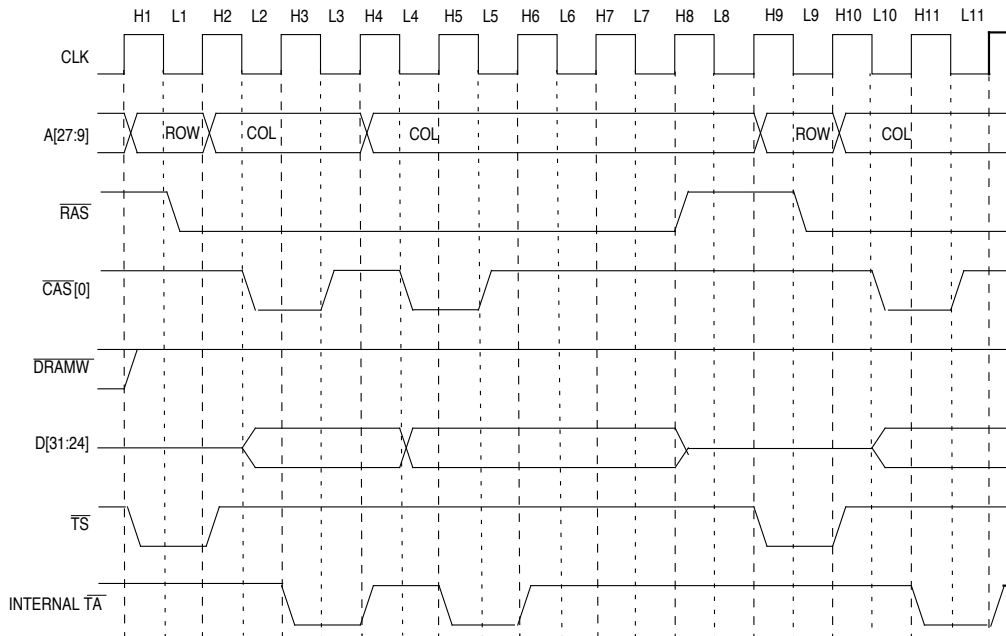 H1 L1 H2 L2 H3 L3 H4 L4 H5 L5 H6 L6 H7 L7 H8 L8 H9 L9 H10 L10 H11 L11
CLK
A[27:9] ROW COL COL ROW COL
RAS
CAS[0]
DRAMW
D[31:24]
TS
INTERNAL TA